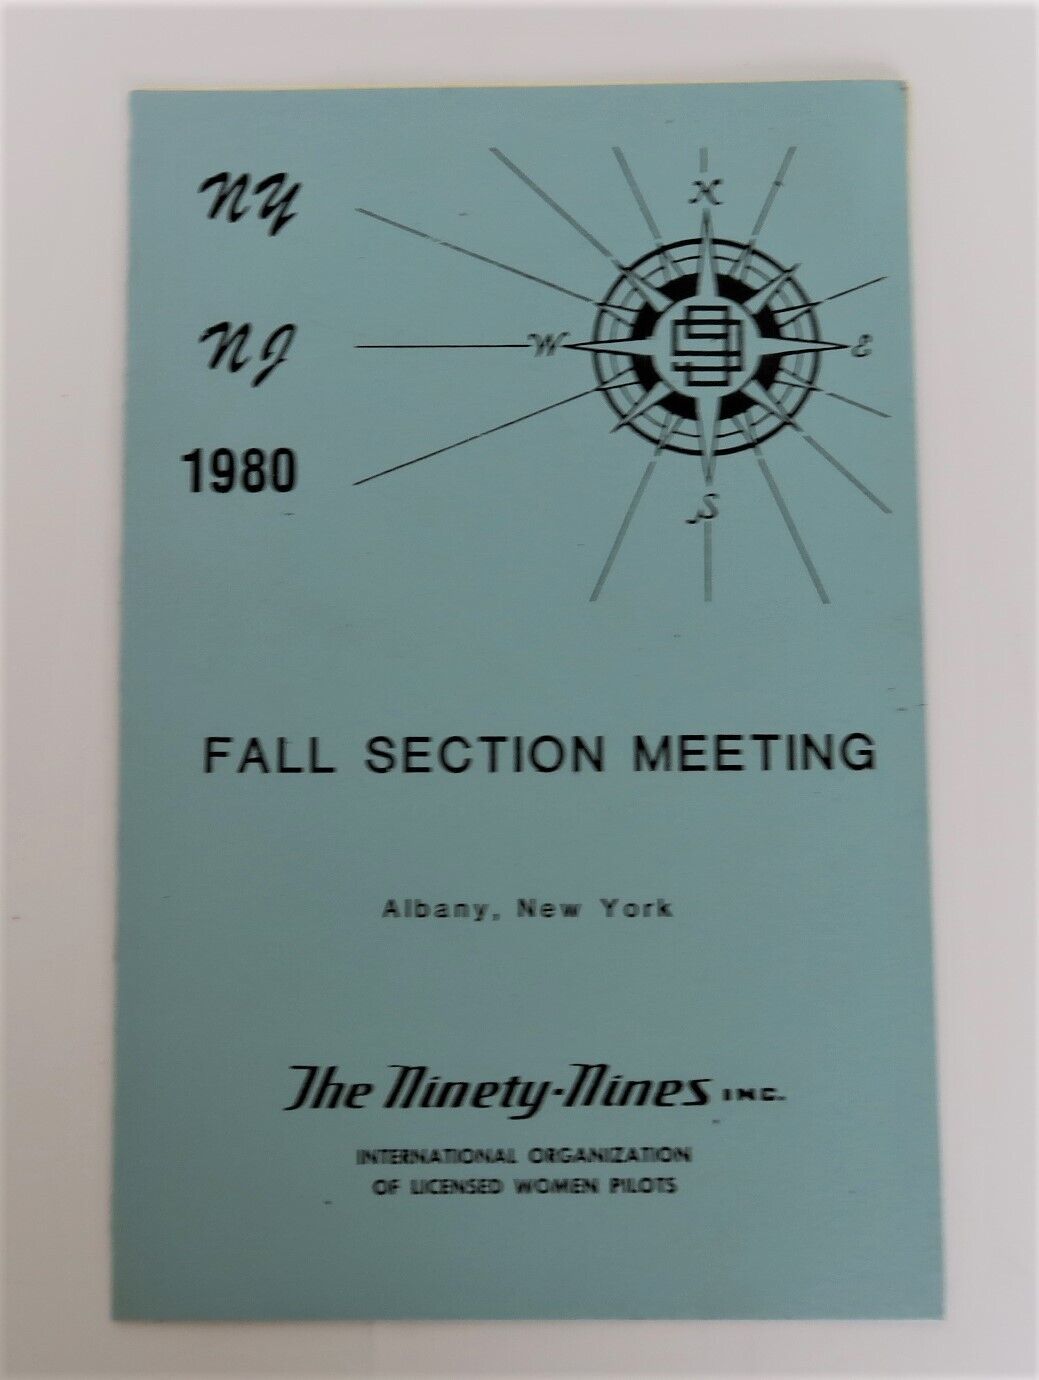 NY
NJ
1980
N
W
99
E
S
FALL SECTION MEETING
Albany, New York
The Ninety-Nines INC.
INTERNATIONAL ORGANIZATION
OF LICENSED WOMEN PILOTS